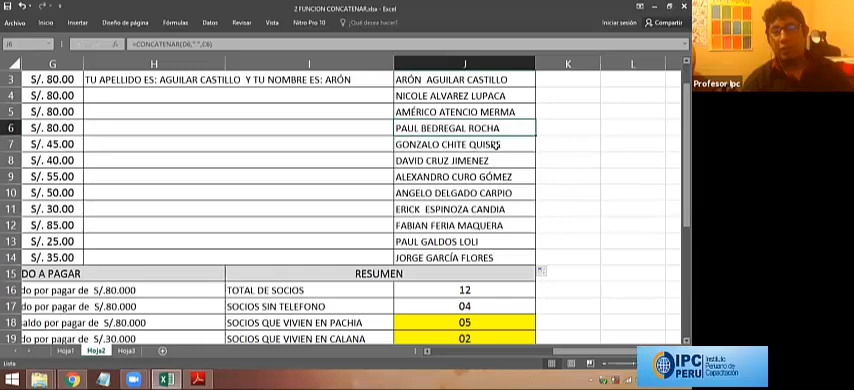 2 FUNCION CONCATENAR.xlsx - Excel
Archivo Inicio Insertar Diseño de página Fórmulas Datos Revisar Vista Nitro Pro 10 ¿Qué desea hacer? Iniciar sesión Compartir
J6 fx =CONCATENAR(D6," ",C6)
G H I J K L
3 S/. 80.00 TU APELLIDO ES: AGUILAR CASTILLO Y TU NOMBRE ES: ARÓN ARÓN AGUILAR CASTILLO
4 S/. 80.00 NICOLE ALVAREZ LUPACA
5 S/. 80.00 AMÉRICO ATENCIO MERMA
6 S/. 80.00 PAUL BEDREGAL ROCHA
7 S/. 45.00 GONZALO CHITE QUISPE
8 S/. 40.00 DAVID CRUZ JIMENEZ
9 S/. 55.00 ALEXANDRO CURO GÓMEZ
10 S/. 50.00 ANGELO DELGADO CARPIO
11 S/. 30.00 ERICK ESPINOZA CANDIA
12 S/. 85.00 FABIAN FERIA MAQUERA
13 S/. 25.00 PAUL GALDOS LOLI
14 S/. 35.00 JORGE GARCÍA FLORES
15 DO A PAGAR RESUMEN
16 do por pagar de S/.80.000 TOTAL DE SOCIOS 12
17 do por pagar de S/.80.000 SOCIOS SIN TELEFONO 04
18 aldo por pagar de S/.80.000 SOCIOS QUE VIVIEN EN PACHIA 05
19 do por pagar de S/.30.000 SOCIOS QUE VIVIEN EN CALANA 02
Hoja1 Hoja2 Hoja3
Listo
Profesor Ipc
IPC PERÚ
Instituto
Peruano de
Capacitación